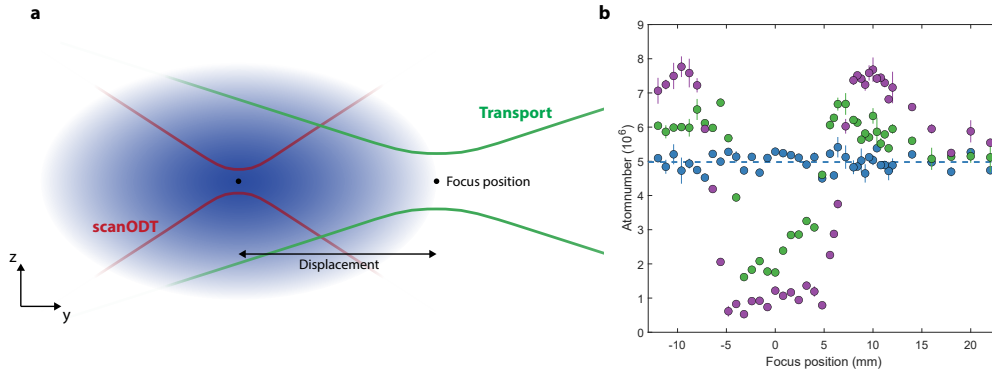 a
Transport
Focus position
scanODT
Displacement
z
y
b
Atomnumber (10⁶)
9
8
7
6
5
4
3
2
1
0
-10 -5 0 5 10 15 20
Focus position (mm)